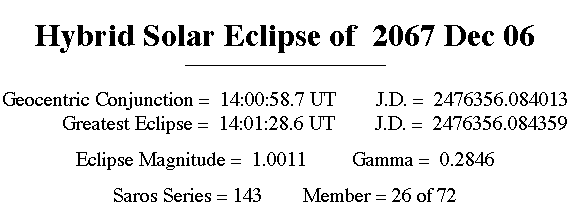 Hybrid Solar Eclipse of 2067 Dec 06
Geocentric Conjunction = 14:00:58.7 UT J.D. = 2476356.084013
Greatest Eclipse = 14:01:28.6 UT J.D. = 2476356.084359
Eclipse Magnitude = 1.0011 Gamma = 0.2846
Saros Series = 143 Member = 26 of 72